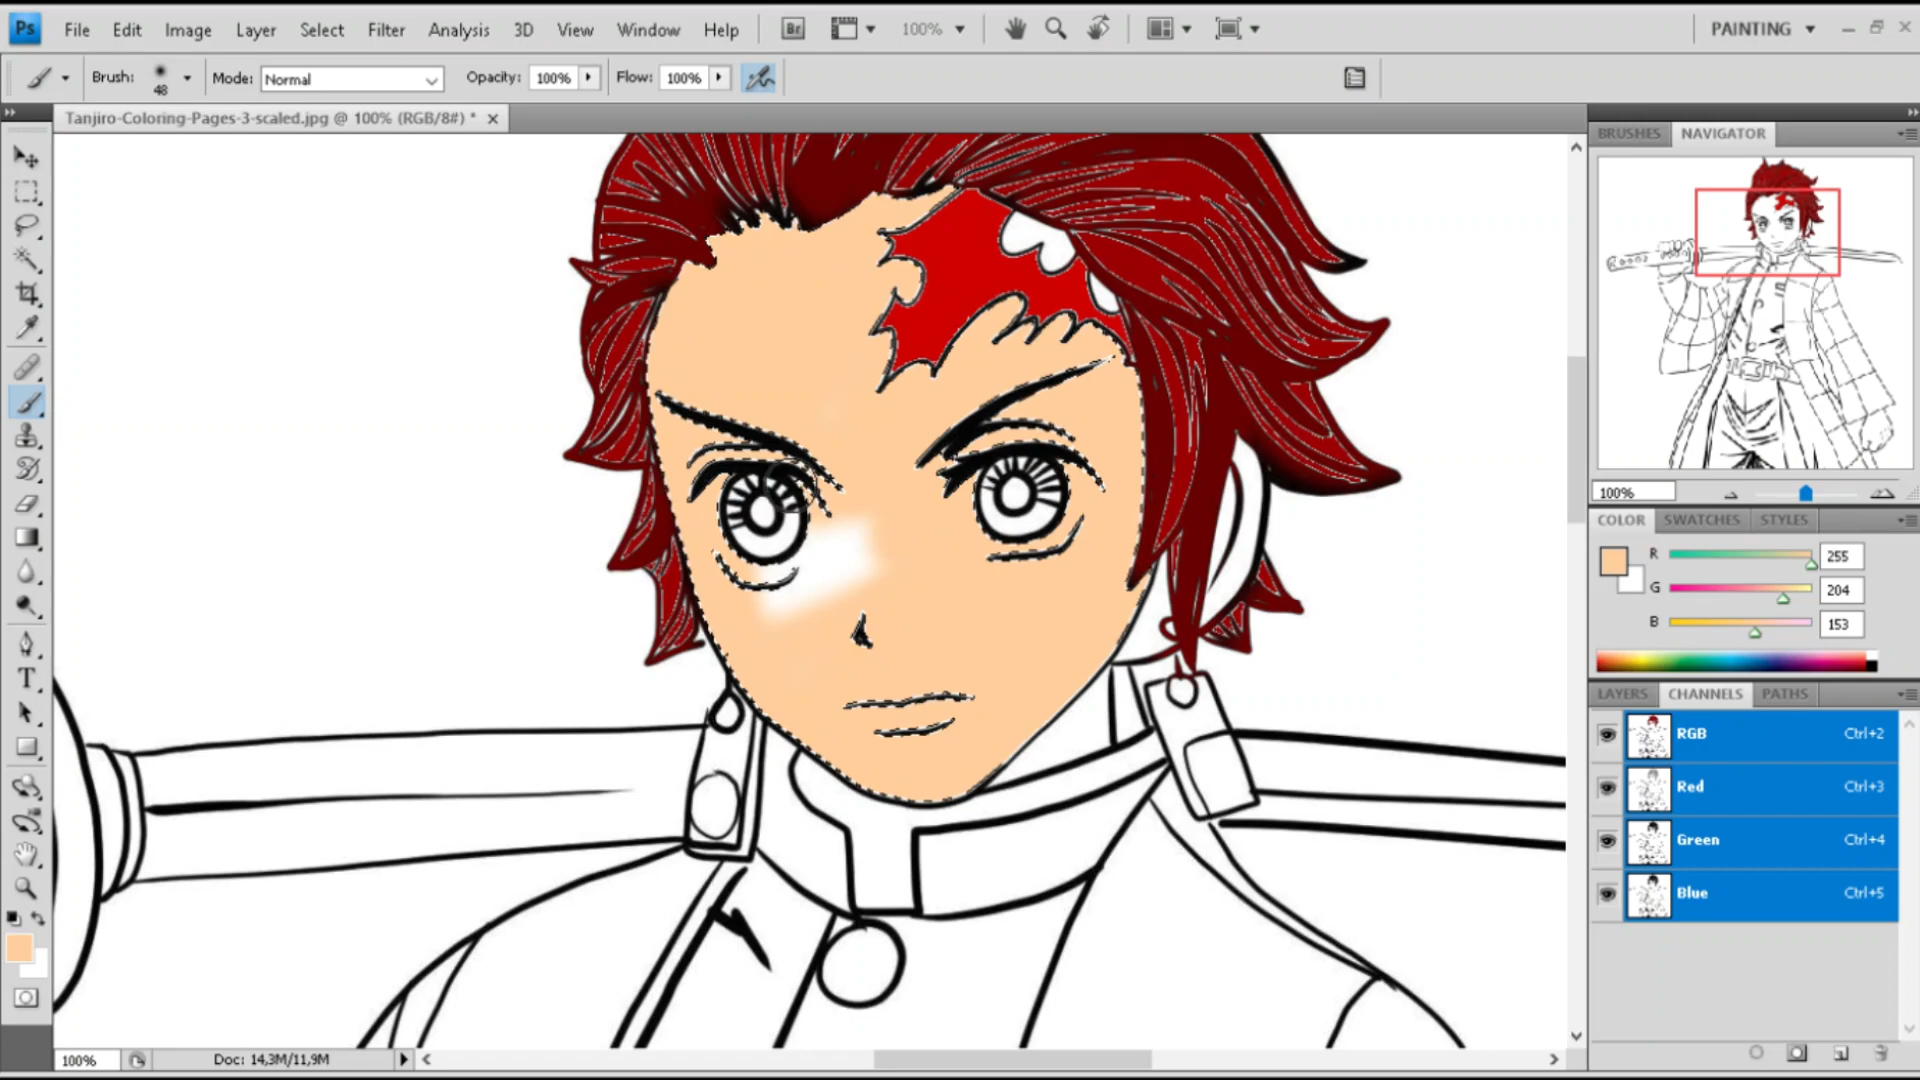 Ps File Edit Image Layer Select Filter Analysis 3D View Window Help Br 100% PAINTING
Brush: 48 Mode: Normal Opacity: 100% Flow: 100%
Tanjiro-Coloring-Pages-3-scaled.jpg @ 100% (RGB/8#) *
BRUSHES NAVIGATOR
100%
COLOR SWATCHES STYLES
R 255
G 204
B 153
LAYERS CHANNELS PATHS
RGB Ctrl+2
Red Ctrl+3
Green Ctrl+4
Blue Ctrl+5
T
100% Doc: 14,3M/11,9M